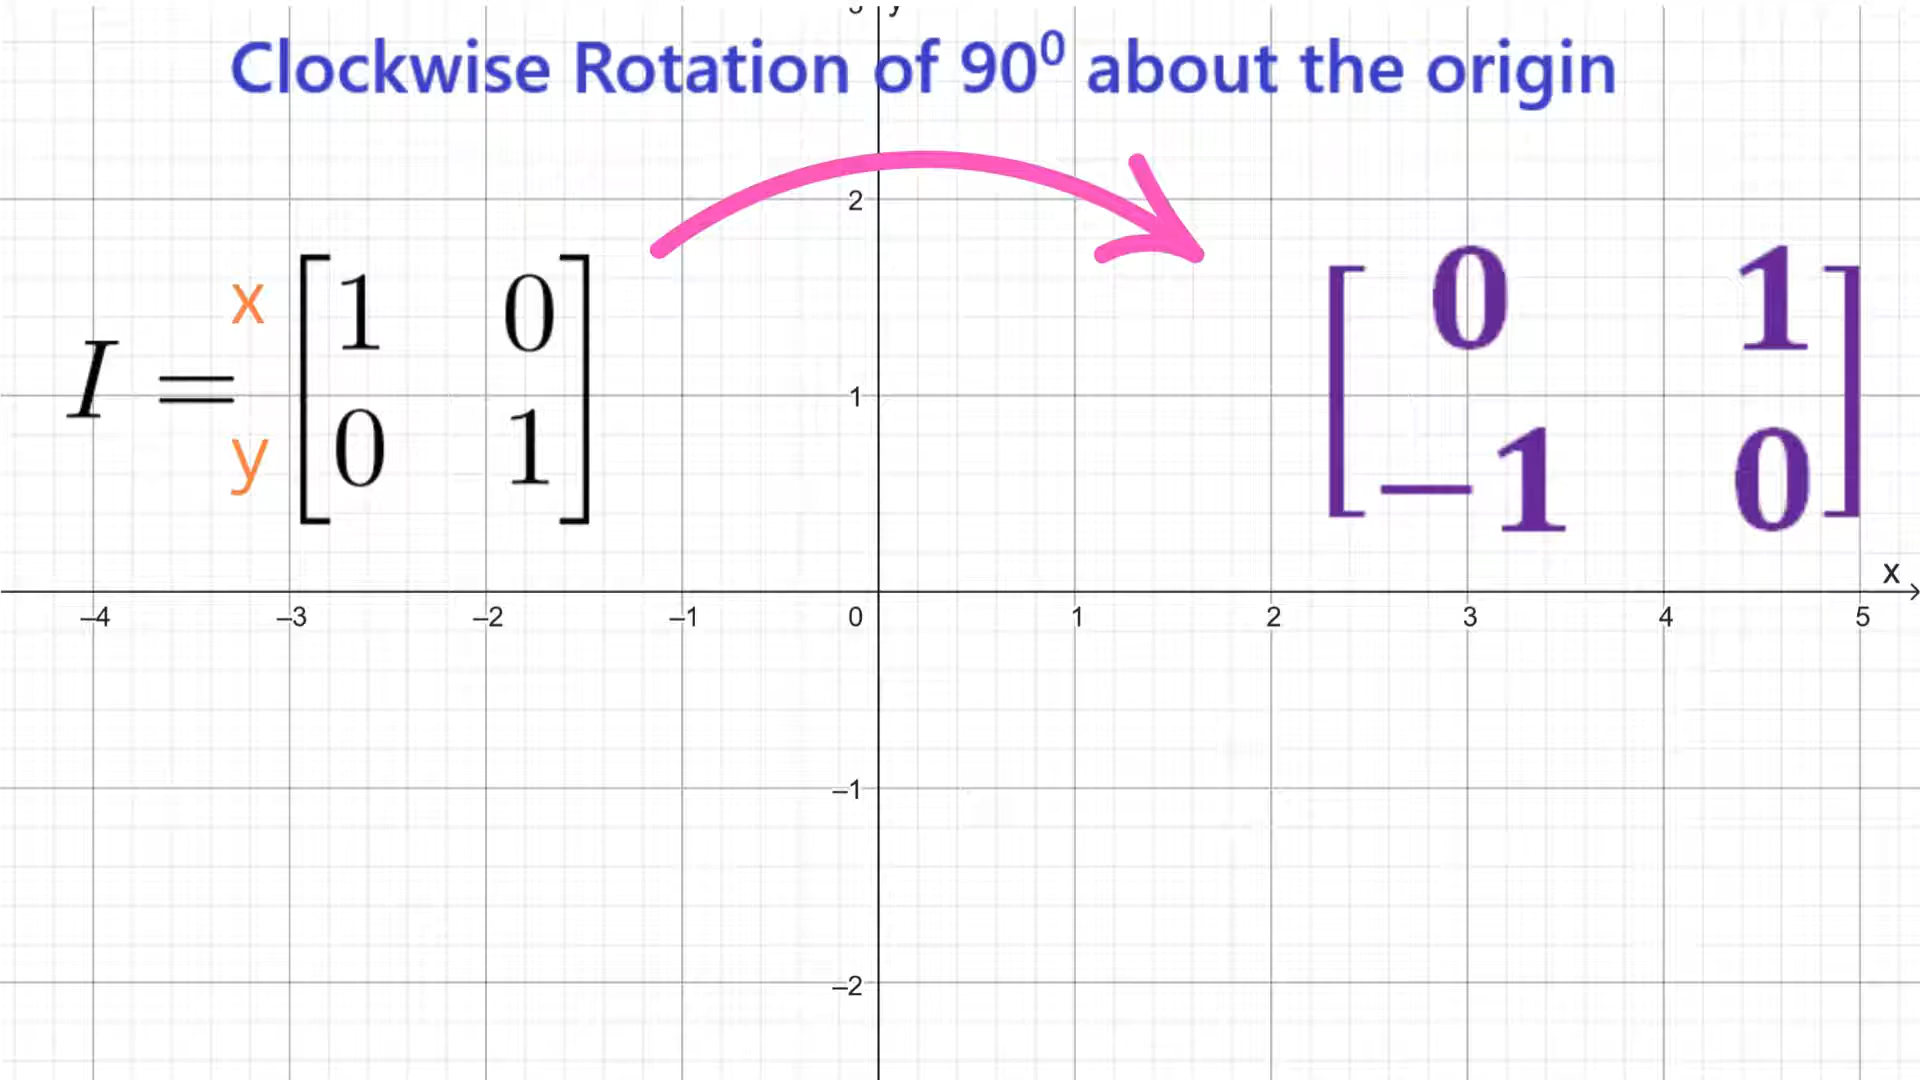 y
Clockwise Rotation of 90⁰ about the origin
2
x
I =
[1 0
0 1]
y
[0 1
−1 0]
1
x
–4 –3 –2 –1 0 1 2 3 4 5
–1
–2